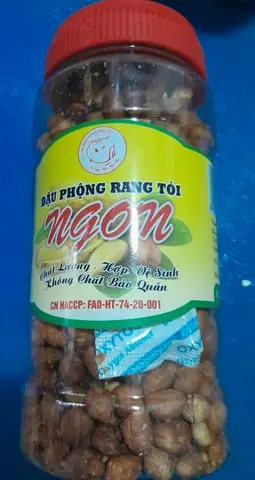 ngon
ĐẬU PHỘNG RANG TỎI
NGON
Chất Lượng - Hợp Vệ Sinh
Không Chất Bảo Quản
CN HACCP: FAO-HT-74-20-001